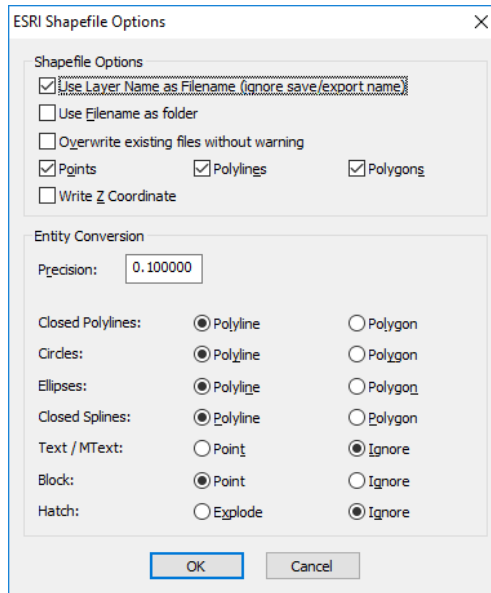 ESRI Shapefile Options
Shapefile Options
Use Layer Name as Filename (ignore save/export name)
Use Filename as folder
Overwrite existing files without warning
Points Polylines Polygons
Write Z Coordinate
Entity Conversion
Precision: 0.100000
Closed Polylines: Polyline Polygon
Circles: Polyline Polygon
Ellipses: Polyline Polygon
Closed Splines: Polyline Polygon
Text / MText: Point Ignore
Block: Point Ignore
Hatch: Explode Ignore
OK Cancel